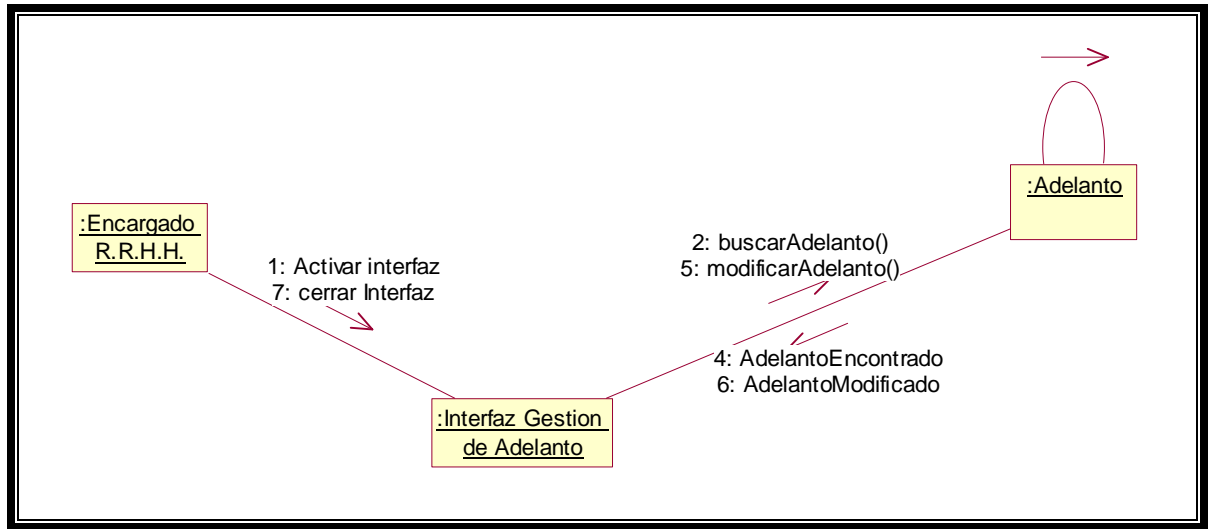 :Encargado
R.R.H.H.
1: Activar interfaz
7: cerrar Interfaz
:Interfaz Gestion
de Adelanto
2: buscarAdelanto()
5: modificarAdelanto()
4: AdelantoEncontrado
6: AdelantoModificado
:Adelanto